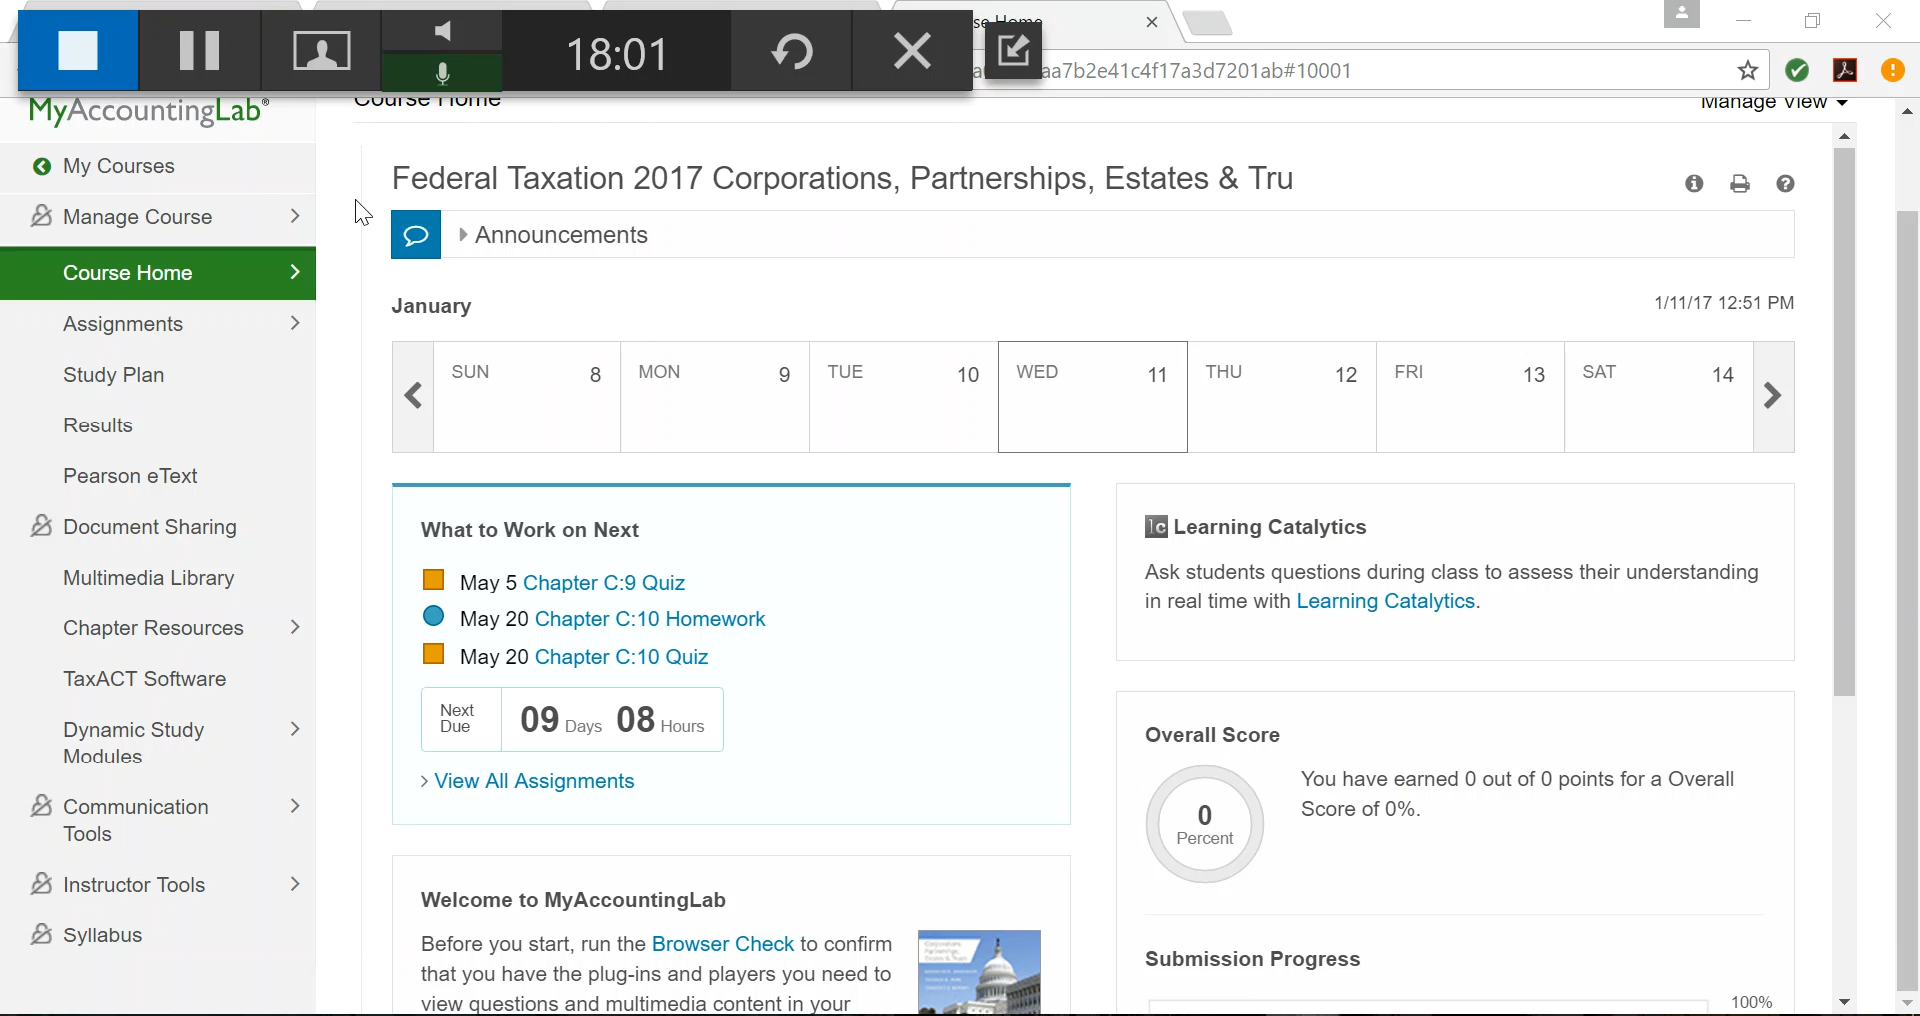 18:01
se Home
aa7b2e41c4f17a3d7201ab#10001
MyAccountingLab®
Course Home
Manage View
My Courses
Manage Course
Course Home
Assignments
Study Plan
Results
Pearson eText
Document Sharing
Multimedia Library
Chapter Resources
TaxACT Software
Dynamic Study
Modules
Communication
Tools
Instructor Tools
Syllabus
Federal Taxation 2017 Corporations, Partnerships, Estates & Tru
Announcements
January
1/11/17 12:51 PM
SUN 8 MON 9 TUE 10 WED 11 THU 12 FRI 13 SAT 14
What to Work on Next
May 5 Chapter C:9 Quiz
May 20 Chapter C:10 Homework
May 20 Chapter C:10 Quiz
Next
Due
09 Days 08 Hours
> View All Assignments
Welcome to MyAccountingLab
Before you start, run the Browser Check to confirm
that you have the plug-ins and players you need to
view questions and multimedia content in your
lc Learning Catalytics
Ask students questions during class to assess their understanding
in real time with Learning Catalytics.
Overall Score
0
Percent
You have earned 0 out of 0 points for a Overall
Score of 0%.
Submission Progress
100%